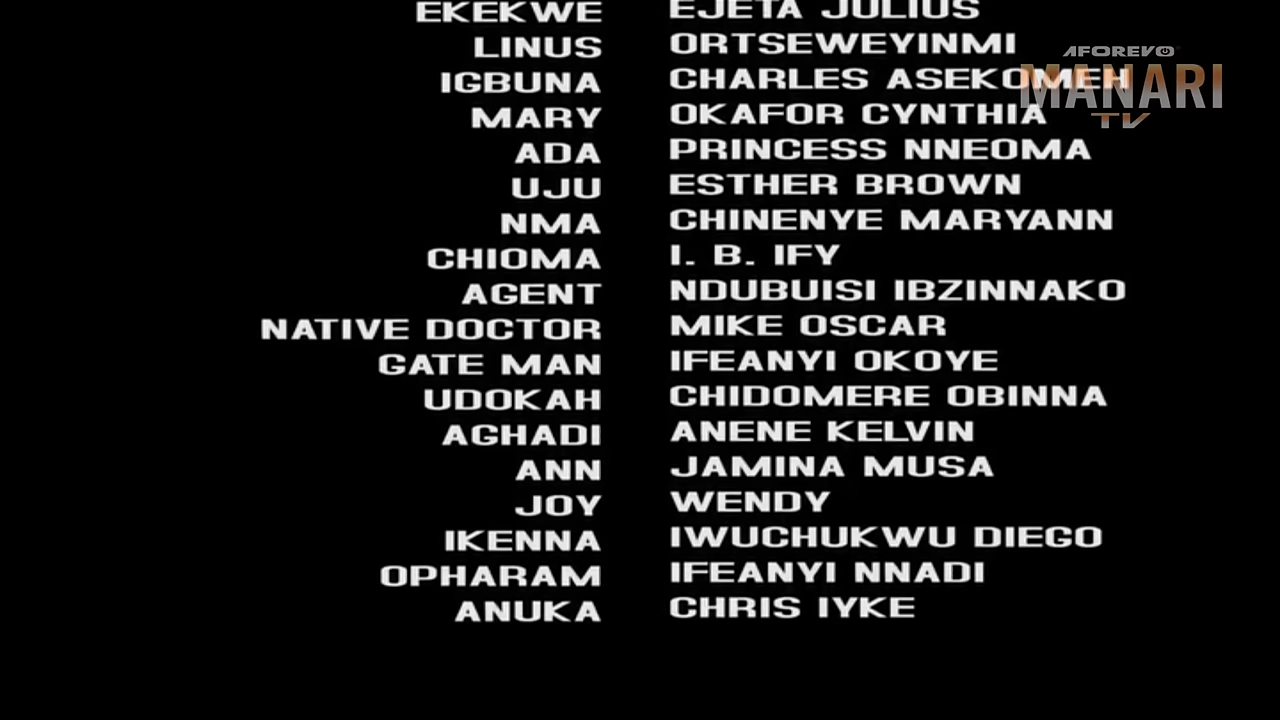 EKEKWE EJETA JULIUS
LINUS ORTSEWEYINMI
IGBUNA CHARLES ASEKOMEH
MARY OKAFOR CYNTHIA
ADA PRINCESS NNEOMA
UJU ESTHER BROWN
NMA CHINENYE MARYANN
CHIOMA I. B. IFY
AGENT NDUBUISI IBZINNAKO
NATIVE DOCTOR MIKE OSCAR
GATE MAN IFEANYI OKOYE
UDOKAH CHIDOMERE OBINNA
AGHADI ANENE KELVIN
ANN JAMINA MUSA
JOY WENDY
IKENNA IWUCHUKWU DIEGO
OPHARAM IFEANYI NNADI
ANUKA CHRIS IYKE
AFOREVO
MANARI
TV